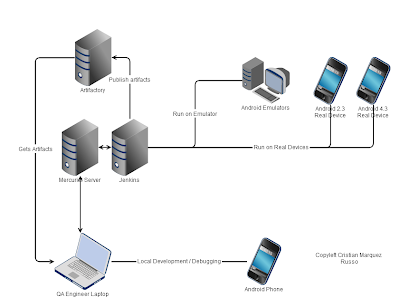 Artifactory
Publish artifacts
Android Emulators
Android 2.3
Real Device
Android 4.3
Real Device
Run on Emulator
Gets Artifacts
Run on Real Devices
Mercurial Server
Jenkins
Local Development / Debugging
Copyleft Cristian Márquez
Russo
QA Engineer Laptop
Android Phone